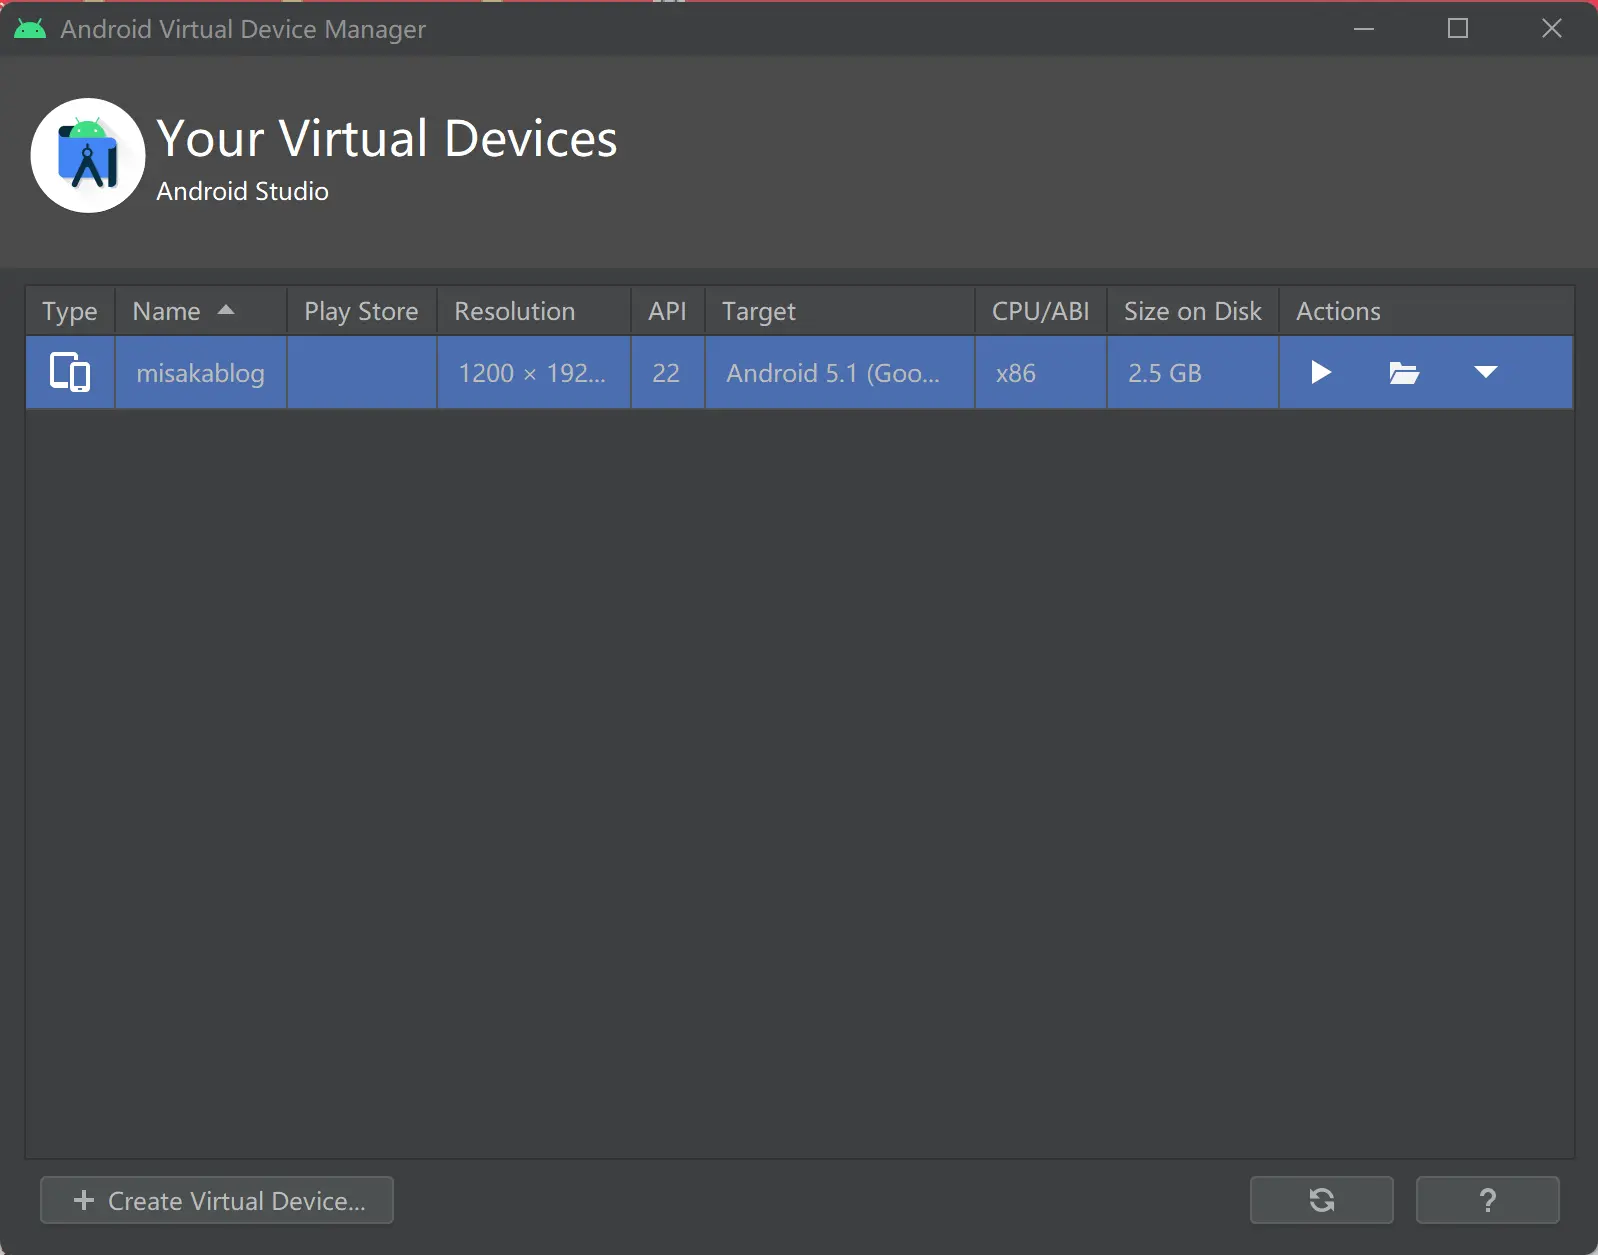 Android Virtual Device Manager
Your Virtual Devices
Android Studio
Type Name Play Store Resolution API Target CPU/ABI Size on Disk Actions
misakablog 1200 × 192... 22 Android 5.1 (Goo... x86 2.5 GB
+ Create Virtual Device... ?